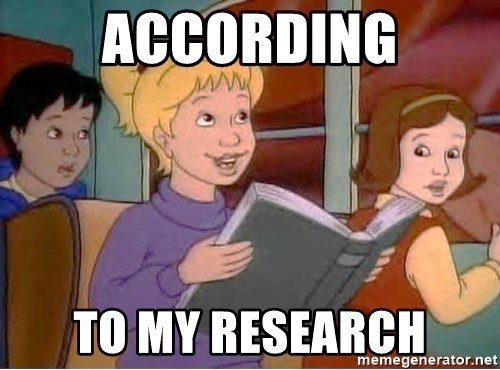 ACCORDING
TO MY RESEARCH
memegenerator.net